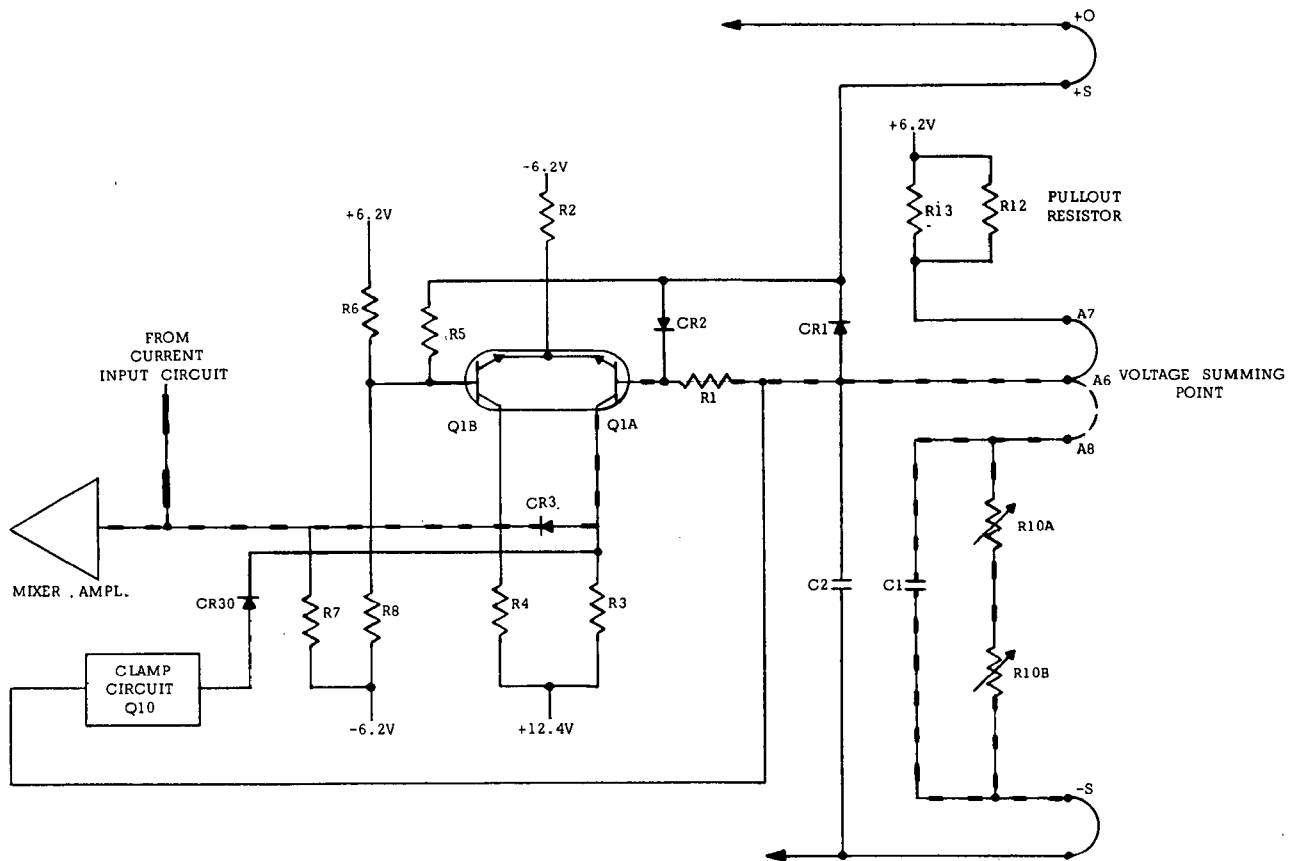 +O
+S
+6.2V
R13
R12
PULLOUT
RESISTOR
-6.2V
R2
+6.2V
R6
R5
CR2
CR1
A7
FROM
CURRENT
INPUT CIRCUIT
R1
A6
VOLTAGE SUMMING
POINT
Q1B
Q1A
A8
CR3
R10A
MIXER AMPL.
CR30
R7
R8
R4
R3
C2
C1
R10B
CLAMP
CIRCUIT
Q10
-6.2V
+12.4V
-S